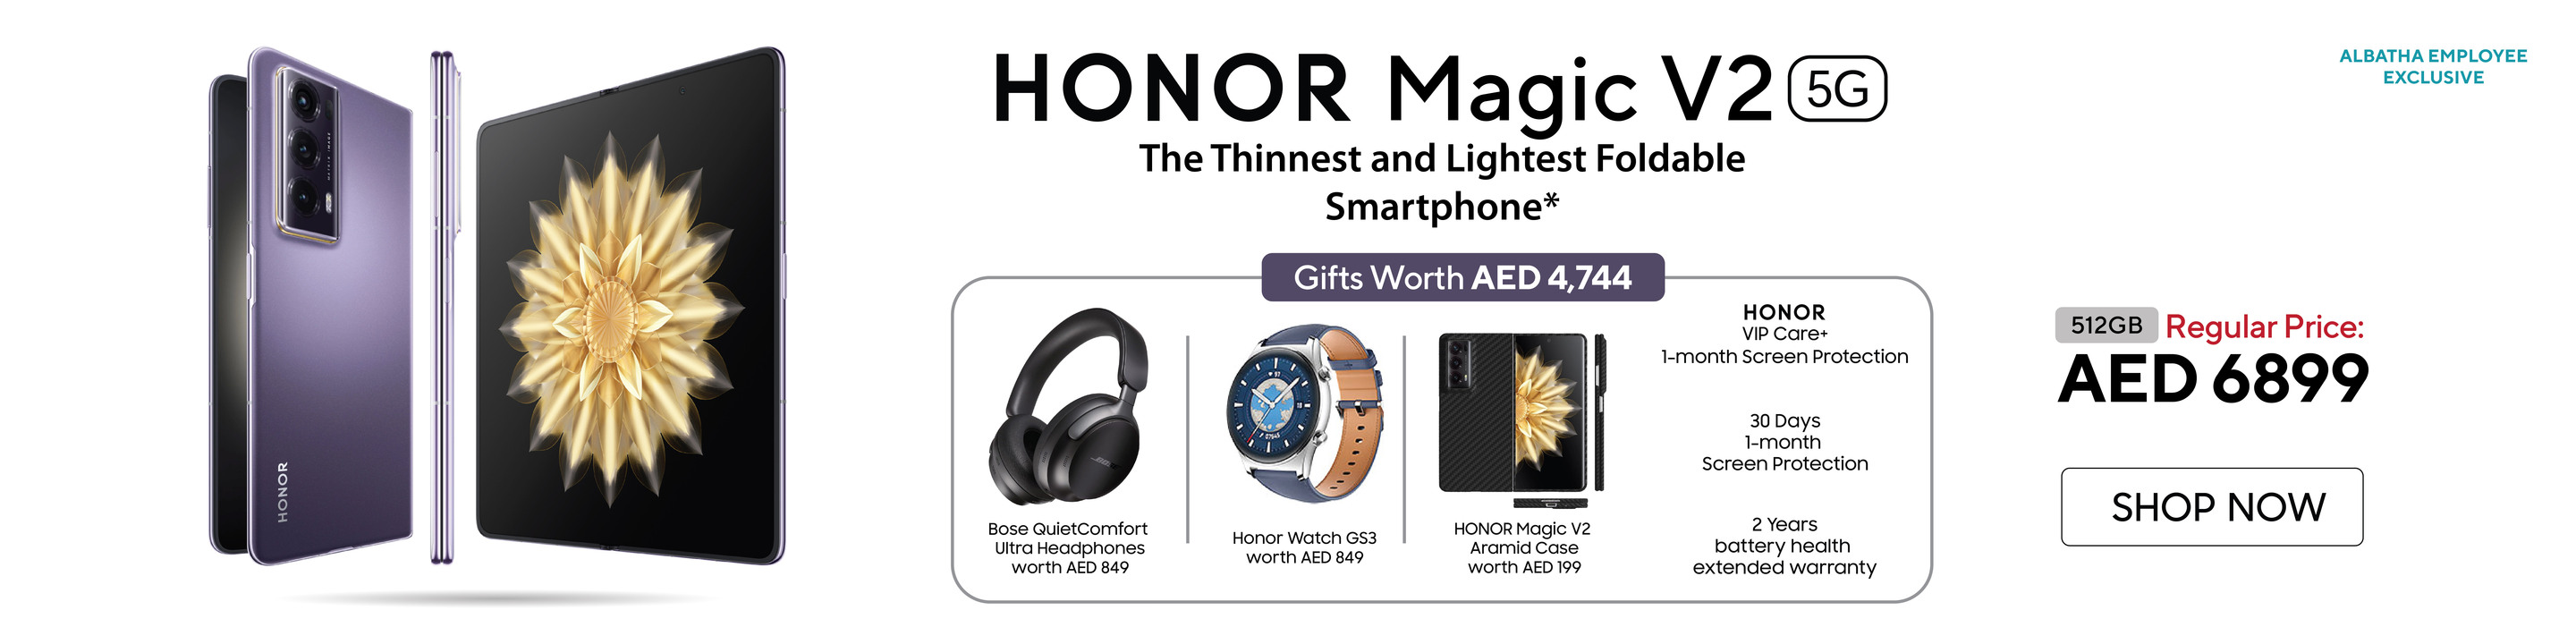 HONOR Magic V2 5G
The Thinnest and Lightest Foldable
Smartphone*
ALBATHA EMPLOYEE
EXCLUSIVE
HONOR
Gifts Worth AED 4,744
BOSE
Bose QuietComfort
Ultra Headphones
worth AED 849
Honor Watch GS3
worth AED 849
HONOR Magic V2
Aramid Case
worth AED 199
HONOR
VIP Care+
1-month Screen Protection
30 Days
1-month
Screen Protection
2 Years
battery health
extended warranty
512GB Regular Price:
AED 6899
SHOP NOW